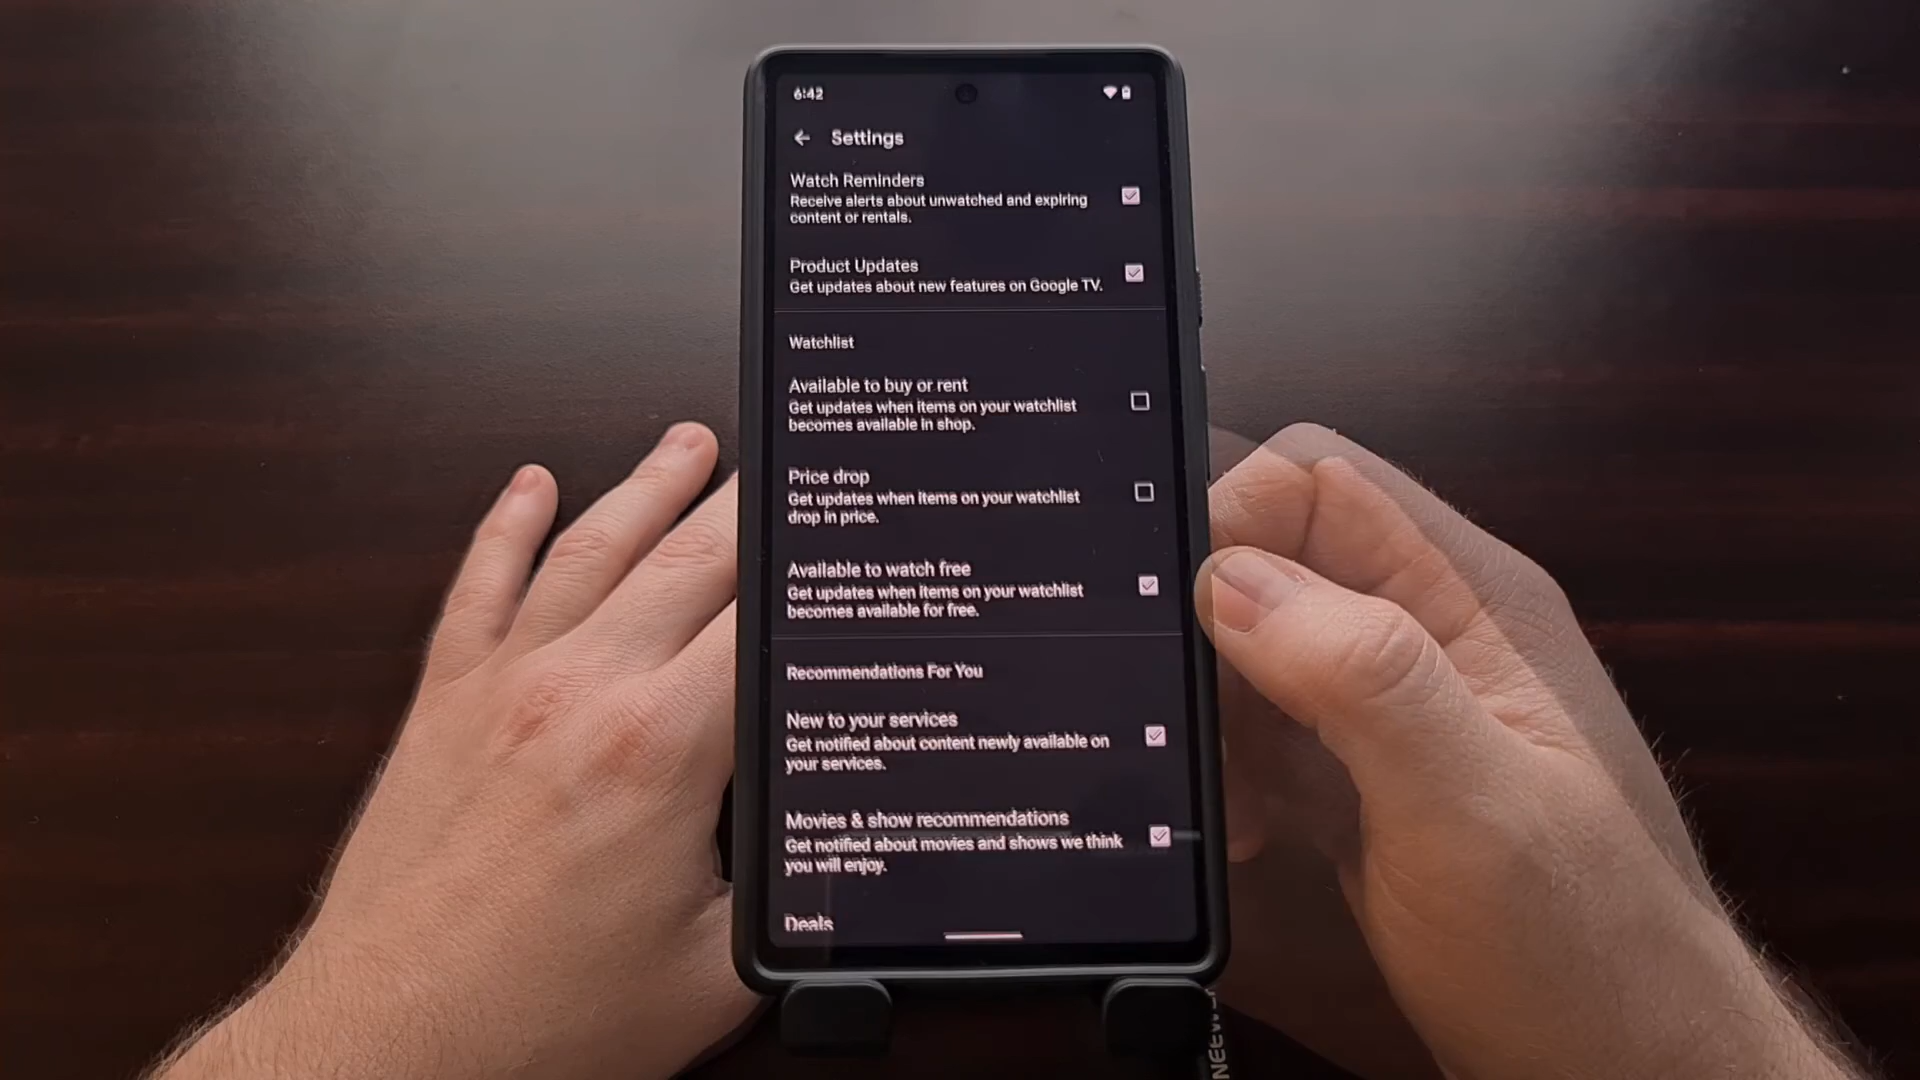 6:42
Settings
Watch Reminders
Receive alerts about unwatched and expiring
content or rentals.
Product Updates
Get updates about new features on Google TV.
Watchlist
Available to buy or rent
Get updates when items on your watchlist
becomes available in shop.
Price drop
Get updates when items on your watchlist
drop in price.
Available to watch free
Get updates when items on your watchlist
becomes available for free.
Recommendations For You
New to your services
Get notified about content newly available on
your services.
Movies & show recommendations
Get notified about movies and shows we think
you will enjoy.
Deals